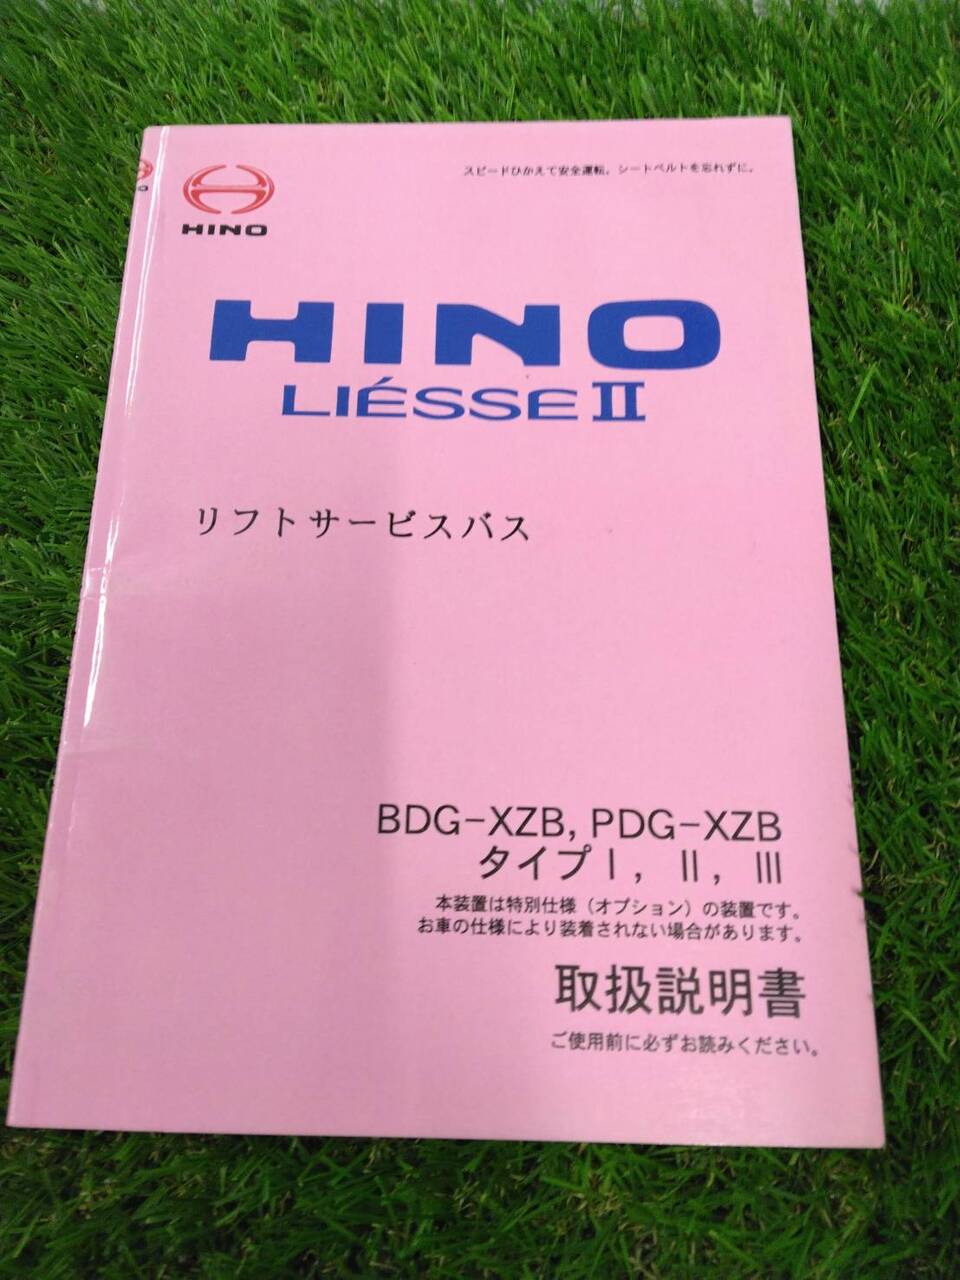 スピードひかえて安全運転。シートベルトを忘れずに。
HINO
HINO
LIÉSSE II
リフトサービスバス
BDG-XZB, PDG-XZB
タイプⅠ, Ⅱ, Ⅲ
本装置は特別仕様（オプション）の装置です。
お車の仕様により装着されない場合があります。
取扱説明書
ご使用前に必ずお読みください。